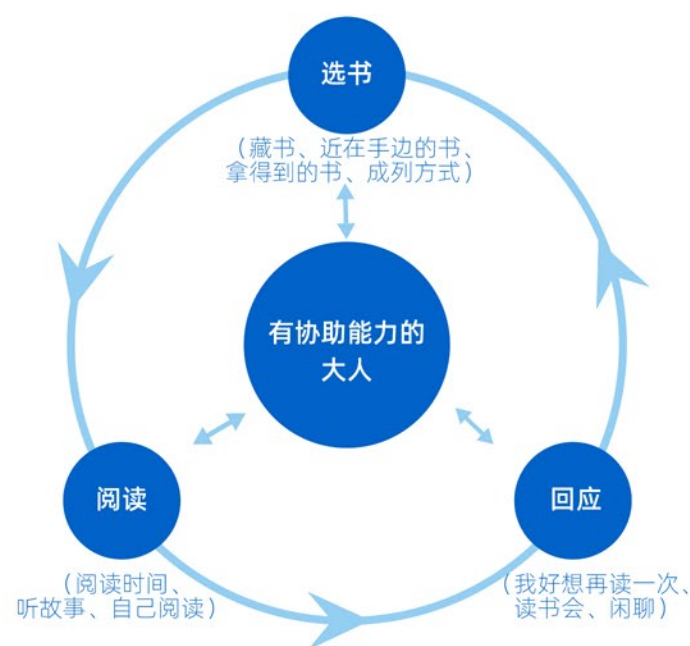 选书
（藏书、近在手边的书、
拿得到的书、成列方式）
有协助能力的
大人
阅读
（阅读时间、
听故事、自己阅读）
回应
（我好想再读一次、
读书会、闲聊）